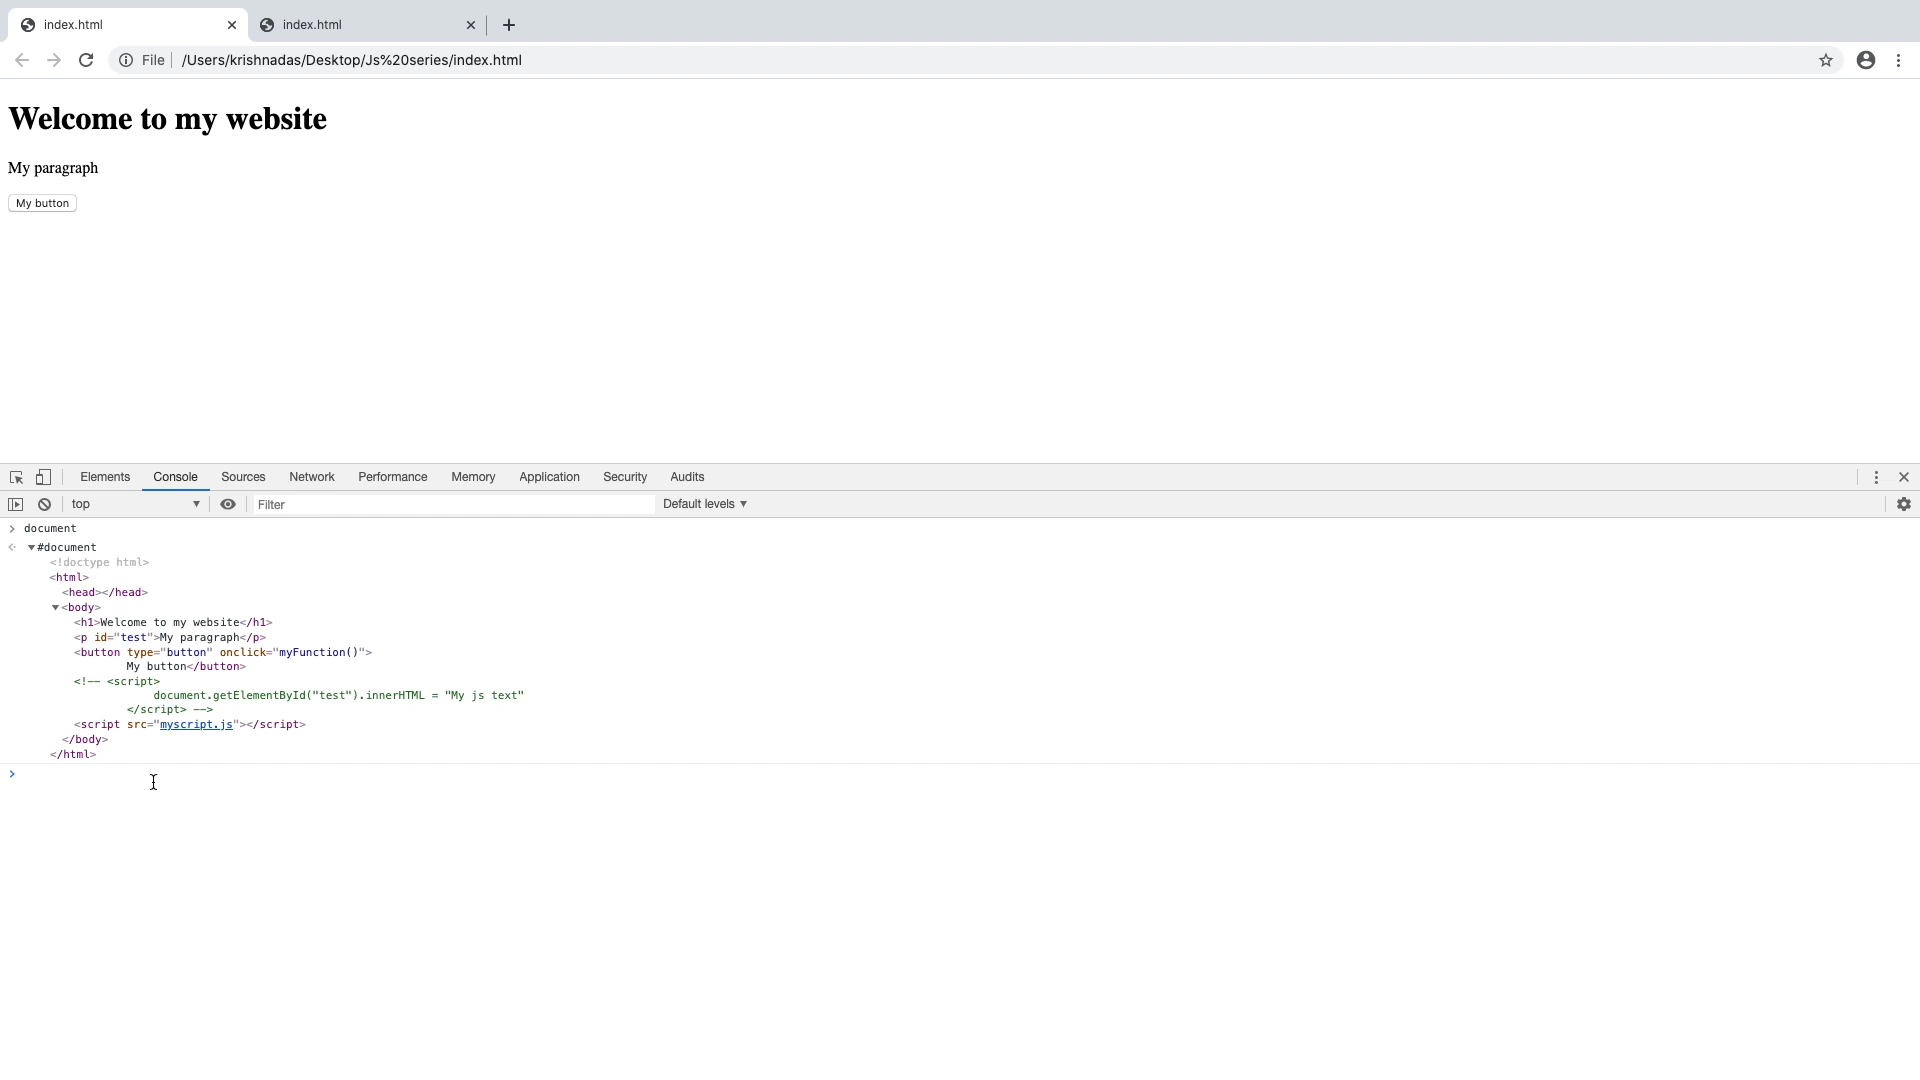 index.html
index.html
File /Users/krishnadas/Desktop/Js%20series/index.html
Welcome to my website
My paragraph
My button
Elements Console Sources Network Performance Memory Application Security Audits
top Filter Default levels
document
#document
<!doctype html>
<html>
<head></head>
<body>
<h1>Welcome to my website</h1>
<p id="test">My paragraph</p>
<button type="button" onclick="myFunction()">
My button</button>
<!-- <script>
document.getElementById("test").innerHTML = "My js text"
</script> -->
<script src="myscript.js"></script>
</body>
</html>